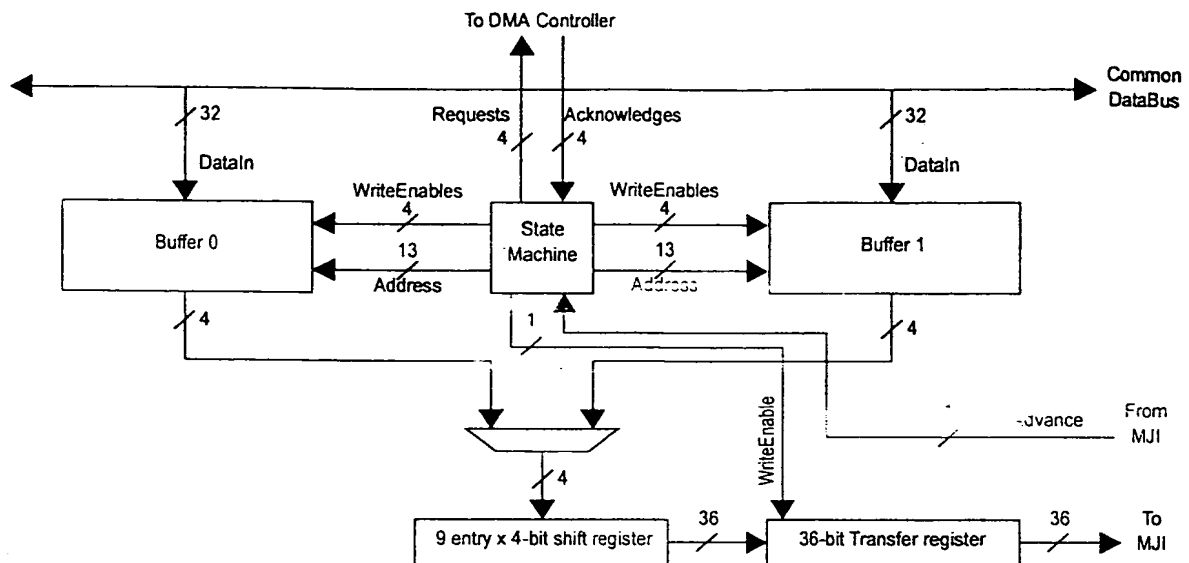 To DMA Controller
Common
DataBus
32
Requests
4
Acknowledges
4
32
DataIn
DataIn
WriteEnables
4
WriteEnables
4
Buffer 0
State
Machine
Buffer 1
13
Address
13
Address
4
1
4
WriteEnable
From
MJI
4
9 entry x 4-bit shift register
36
36-bit Transfer register
36
To
MJI